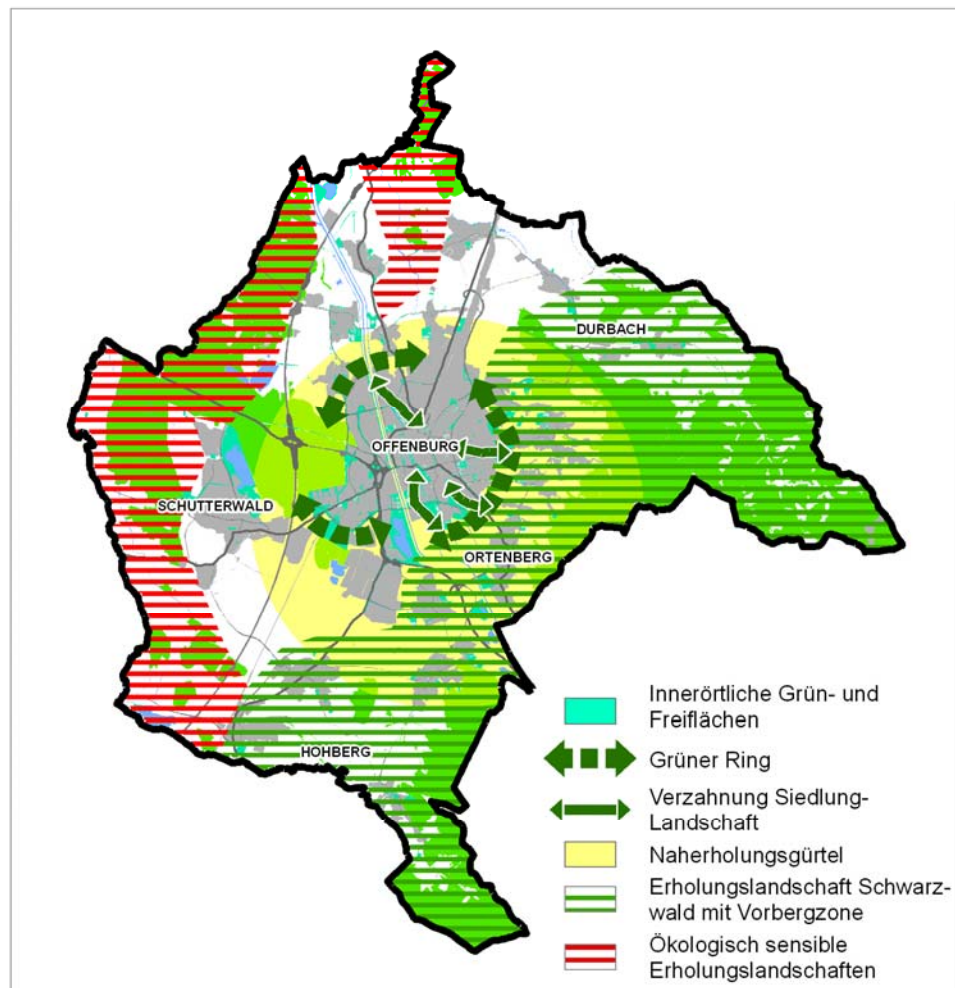 DURBACH
OFFENBURG
SCHUTTERWALD
ORTENBERG
HOHBERG
Innerörtliche Grün- und
Freiflächen
Grüner Ring
Verzahnung Siedlung-
Landschaft
Naherholungsgürtel
Erholungslandschaft Schwarz-
wald mit Vorbergzone
Ökologisch sensible
Erholungslandschaften